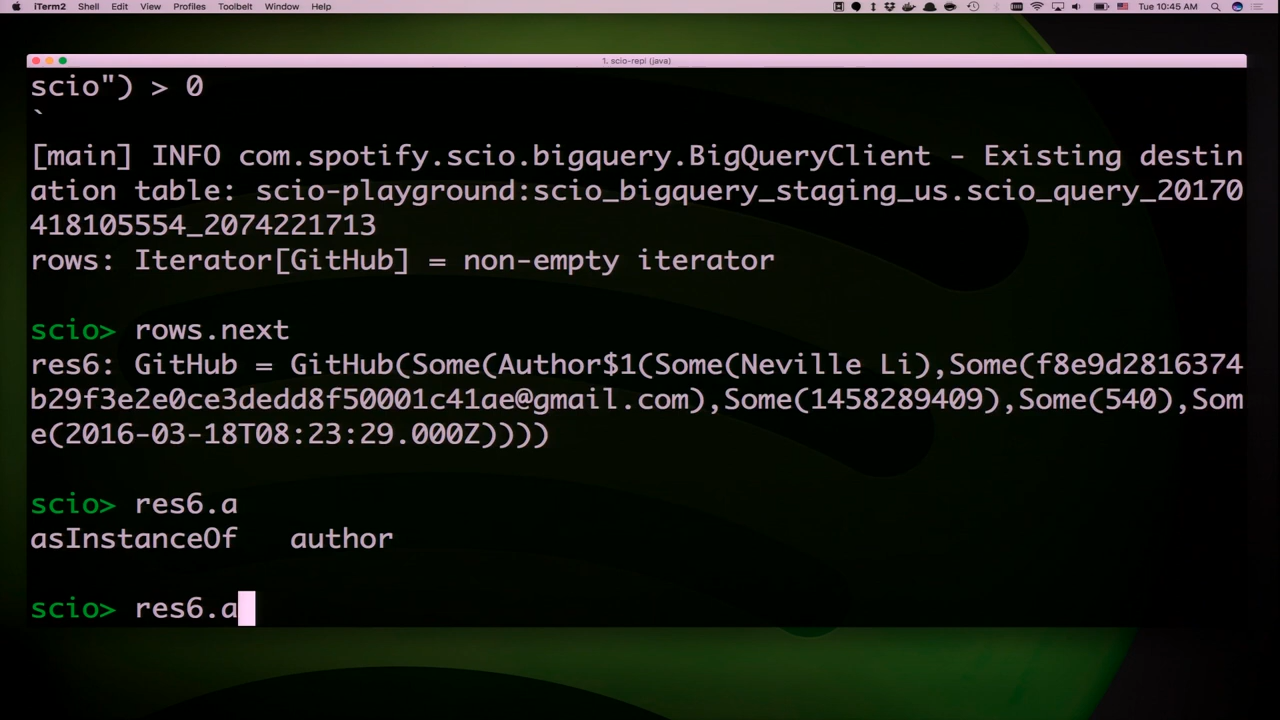 iTerm2 Shell Edit View Profiles Toolbelt Window Help Tue 10:45 AM
1. scio-repl (java)
scio") > 0
`
[main] INFO com.spotify.scio.bigquery.BigQueryClient - Existing destin
ation table: scio-playground:scio_bigquery_staging_us.scio_query_20170
418105554_2074221713
rows: Iterator[GitHub] = non-empty iterator
scio> rows.next
res6: GitHub = GitHub(Some(Author$1(Some(Neville Li),Some(f8e9d2816374
b29f3e2e0ce3dedd8f50001c41ae@gmail.com),Some(1458289409),Some(540),Som
e(2016-03-18T08:23:29.000Z))))
scio> res6.a
asInstanceOf author
scio> res6.a